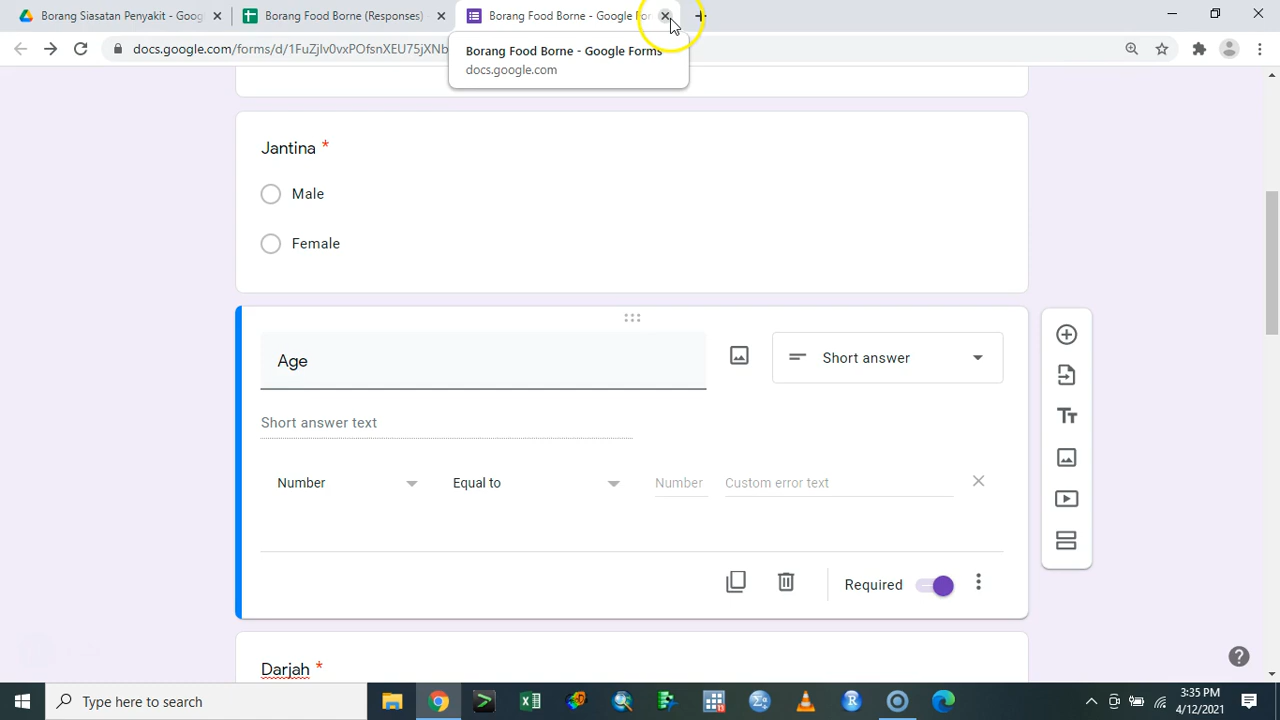 Borang Siasatan Penyakit - Goog
Borang Food Borne (Responses) -
Borang Food Borne - Google For
docs.google.com/forms/d/1FuZjlv0vxPOfsnXEU75jXNb
Borang Food Borne - Google Forms
docs.google.com
Jantina *
Male
Female
Age
Short answer
Short answer text
Number
Equal to
Number
Custom error text
Required
Darjah *
Type here to search
3:35 PM
4/12/2021